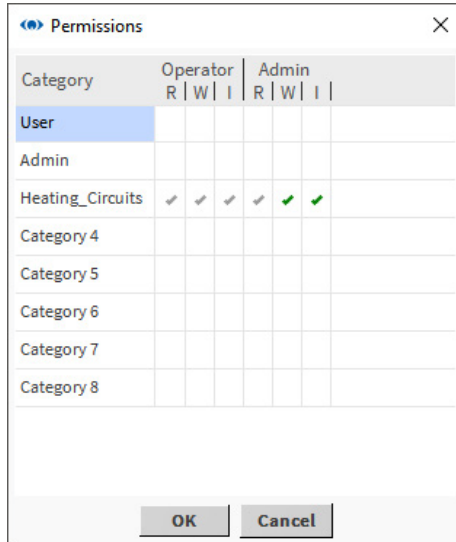 Permissions
Category Operator Admin
R W I R W I
User
Admin
Heating_Circuits
Category 4
Category 5
Category 6
Category 7
Category 8
OK Cancel